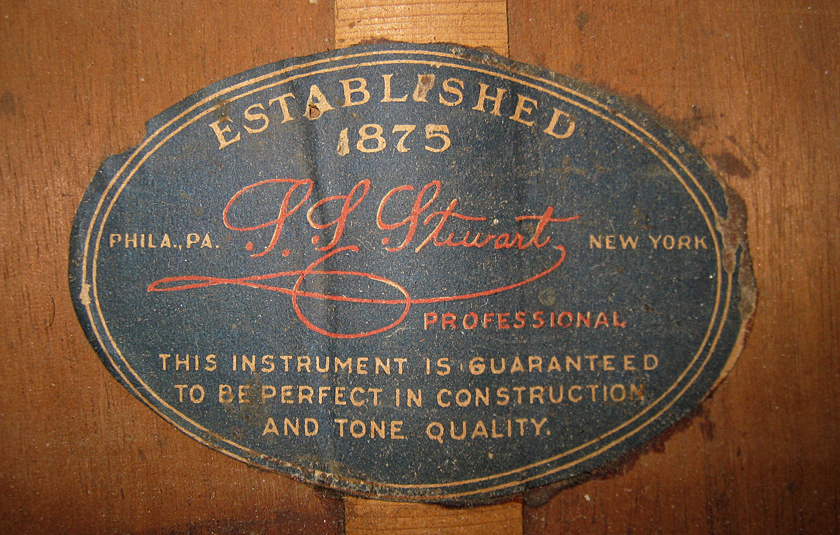 ESTABLISHED
1875
S. S. Stewart
PHILA., PA.
NEW YORK
PROFESSIONAL
THIS INSTRUMENT IS GUARANTEED
TO BE PERFECT IN CONSTRUCTION
AND TONE QUALITY.